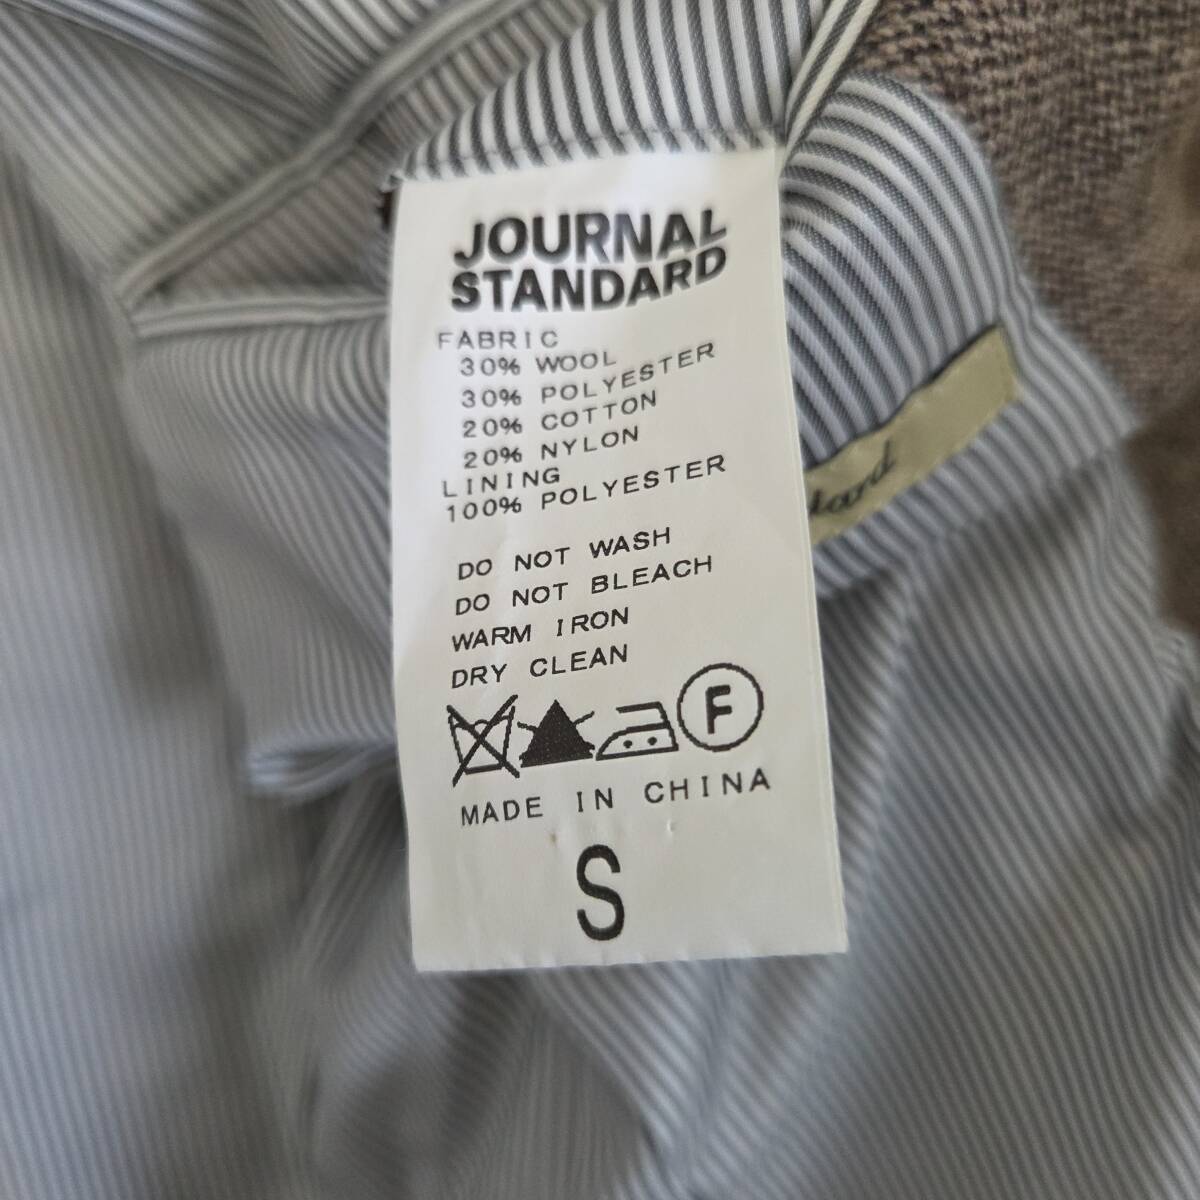 JOURNAL
STANDARD
FABRIC
30% WOOL
30% POLYESTER
20% COTTON
20% NYLON
LINING
100% POLYESTER
DO NOT WASH
DO NOT BLEACH
WARM IRON
DRY CLEAN
F
MADE IN CHINA
S